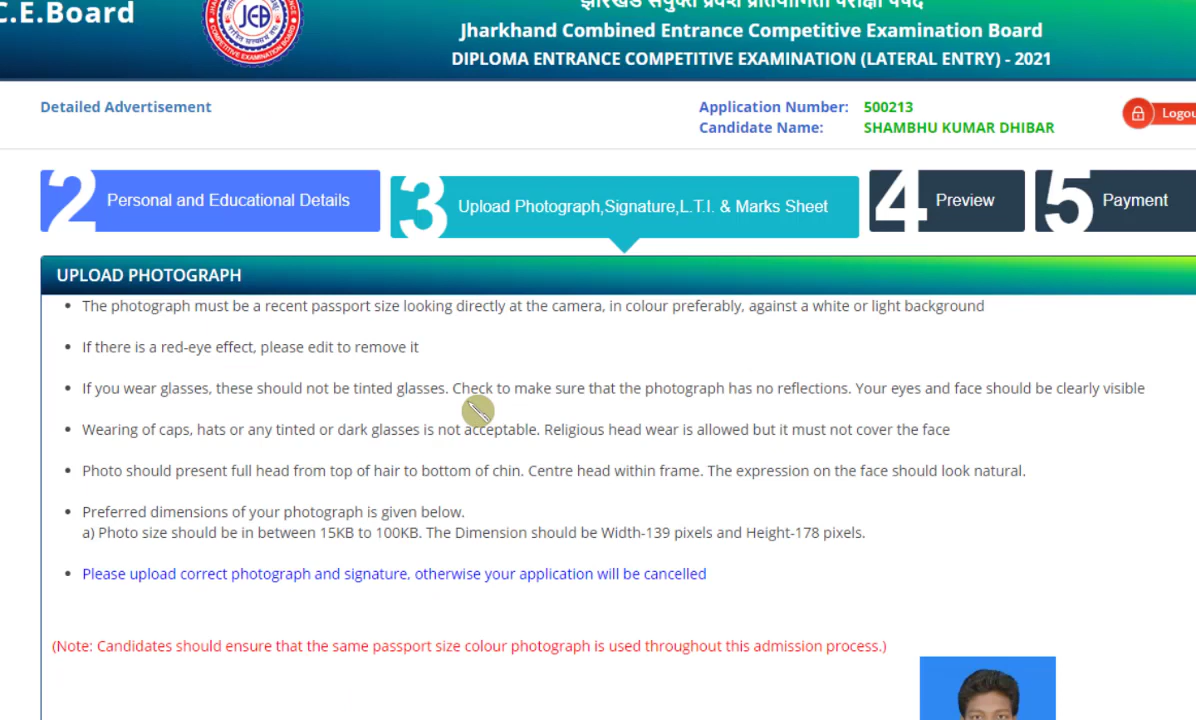 C.E.Board
JCEB
झारखंड संयुक्त प्रवेश प्रतियोगिता परीक्षा पर्षद
Jharkhand Combined Entrance Competitive Examination Board
DIPLOMA ENTRANCE COMPETITIVE EXAMINATION (LATERAL ENTRY) - 2021
Detailed Advertisement
Application Number: 500213
Candidate Name: SHAMBHU KUMAR DHIBAR
Logou
2 Personal and Educational Details
3 Upload Photograph,Signature,L.T.I. & Marks Sheet
4 Preview
5 Payment
UPLOAD PHOTOGRAPH
• The photograph must be a recent passport size looking directly at the camera, in colour preferably, against a white or light background
• If there is a red-eye effect, please edit to remove it
• If you wear glasses, these should not be tinted glasses. Check to make sure that the photograph has no reflections. Your eyes and face should be clearly visible
• Wearing of caps, hats or any tinted or dark glasses is not acceptable. Religious head wear is allowed but it must not cover the face
• Photo should present full head from top of hair to bottom of chin. Centre head within frame. The expression on the face should look natural.
• Preferred dimensions of your photograph is given below.
a) Photo size should be in between 15KB to 100KB. The Dimension should be Width-139 pixels and Height-178 pixels.
• Please upload correct photograph and signature, otherwise your application will be cancelled
(Note: Candidates should ensure that the same passport size colour photograph is used throughout this admission process.)